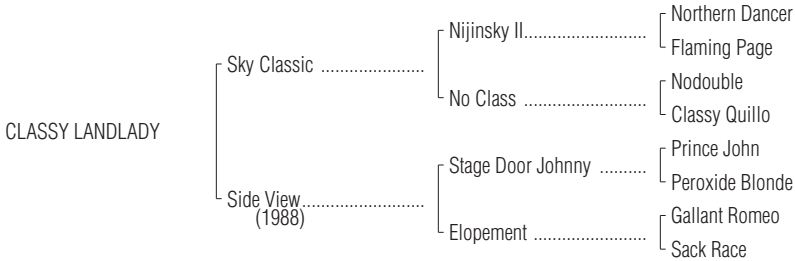 Northern Dancer
Nijinsky II........................
Flaming Page
Sky Classic ......................
Nodouble
No Class ..........................
Classy Quillo
CLASSY LANDLADY
Prince John
Stage Door Johnny ..........
Peroxide Blonde
Side View..........................
(1988)
Gallant Romeo
Elopement ........................
Sack Race